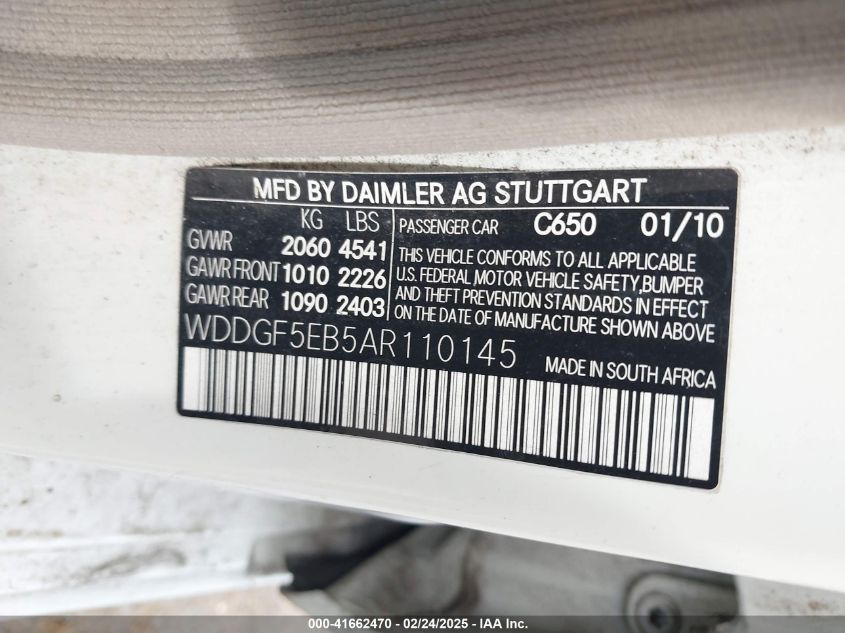 MFD BY DAIMLER AG STUTTGART
KG LBS
GVWR 2060 4541
GAWR FRONT 1010 2226
GAWR REAR 1090 2403
PASSENGER CAR C650 01/10
THIS VEHICLE CONFORMS TO ALL APPLICABLE
U.S. FEDERAL MOTOR VEHICLE SAFETY, BUMPER
AND THEFT PREVENTION STANDARDS IN EFFECT
ON THE DATE OF MANUFACTURE SHOWN ABOVE
WDDGF5EB5AR110145
MADE IN SOUTH AFRICA
000-41662470 - 02/24/2025 - IAA Inc.